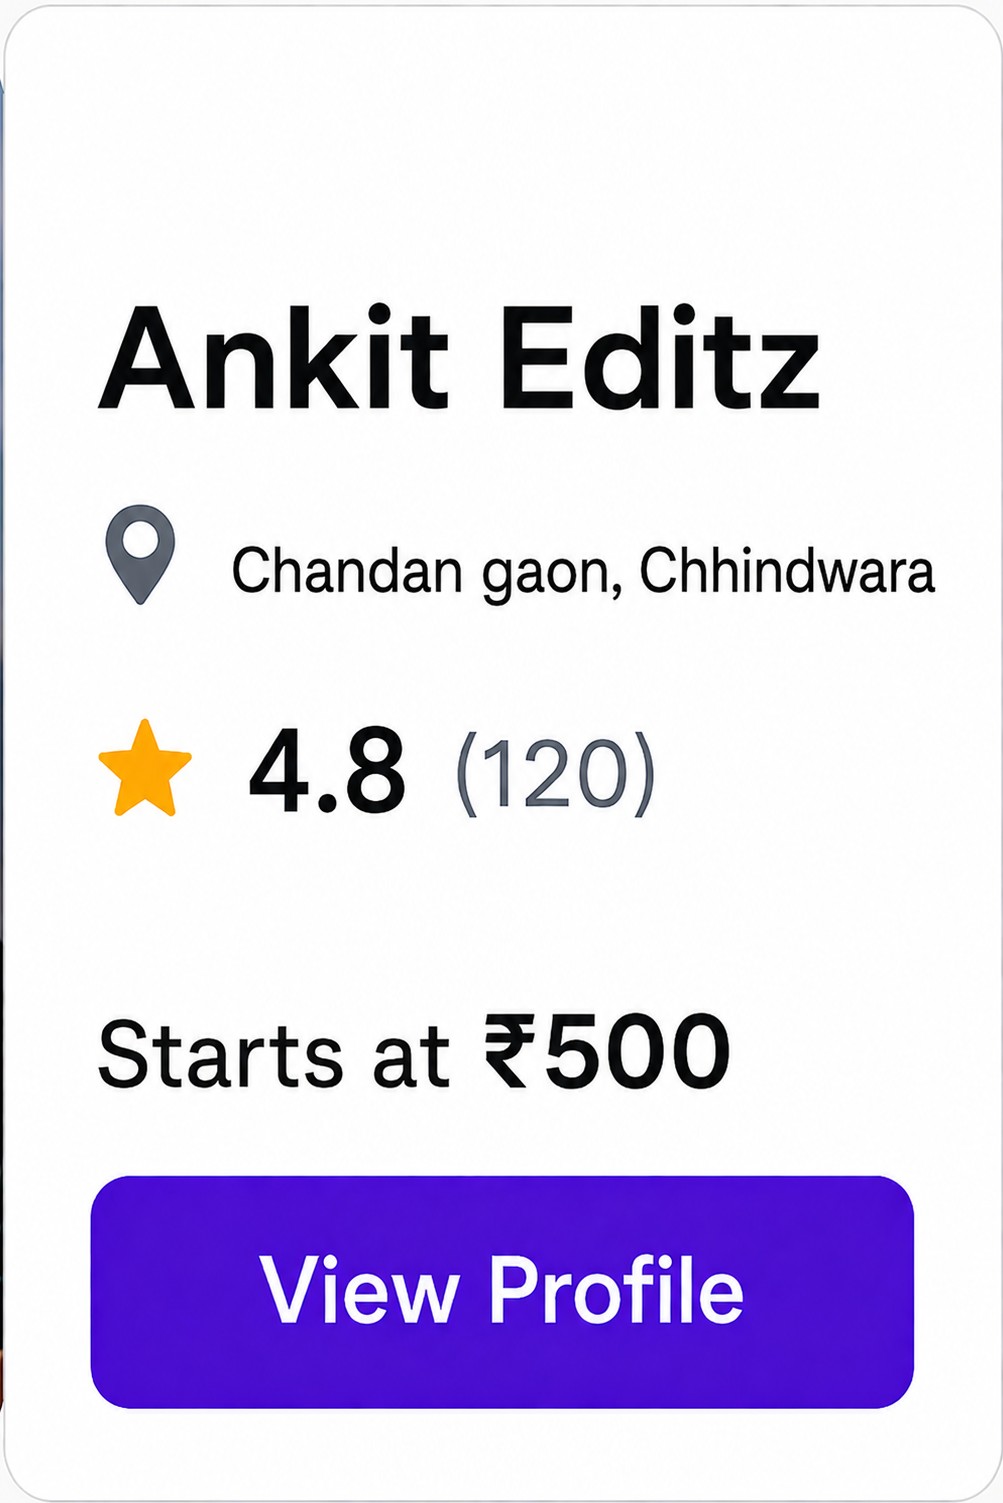 Ankit Editz
Chandan gaon, Chhindwara
4.8 (120)
Starts at ₹500
View Profile